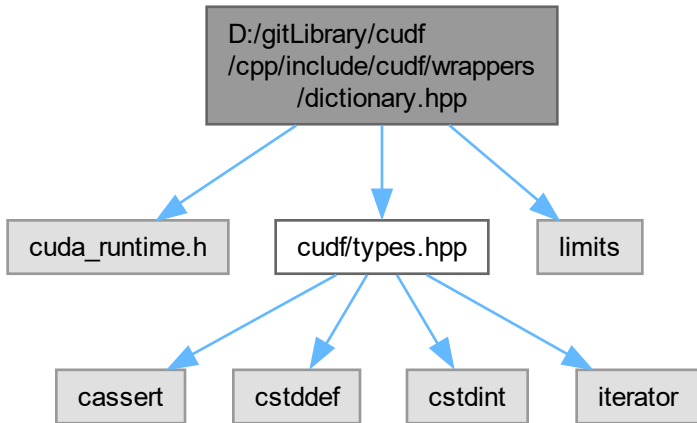 D:/gitLibrary/cudf
/cpp/include/cudf/wrappers
/dictionary.hpp
cuda_runtime.h
cudf/types.hpp
limits
cassert
cstddef
cstdint
iterator